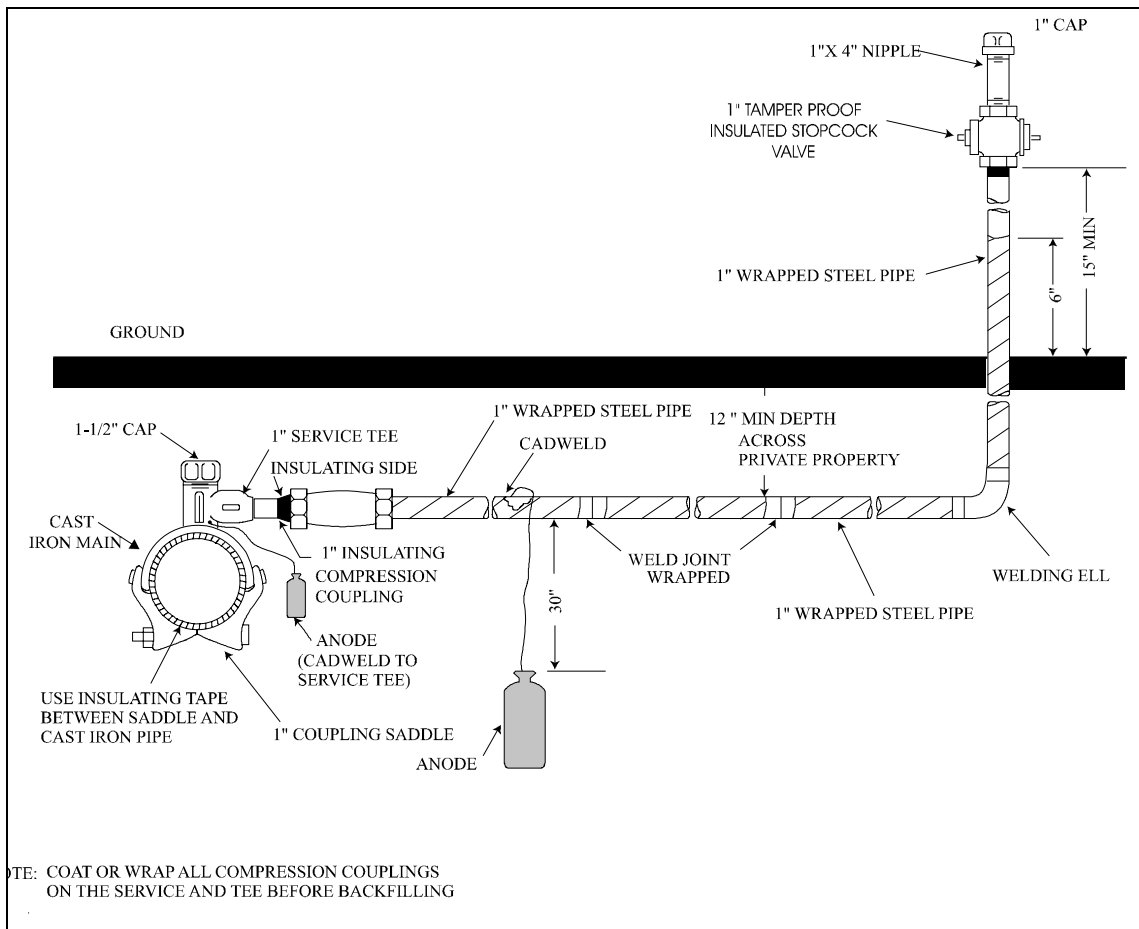 1" CAP
1"X 4" NIPPLE
1" TAMPER PROOF
INSULATED STOPCOCK
VALVE
15" MIN
6"
1" WRAPPED STEEL PIPE
GROUND
1" WRAPPED STEEL PIPE
12 " MIN DEPTH
ACROSS
PRIVATE PROPERTY
CADWELD
1-1/2" CAP
1" SERVICE TEE
INSULATING SIDE
CAST
IRON MAIN
1" INSULATING
COMPRESSION
COUPLING
WELD JOINT
WRAPPED
WELDING ELL
30"
1" WRAPPED STEEL PIPE
ANODE
(CADWELD TO
SERVICE TEE)
USE INSULATING TAPE
BETWEEN SADDLE AND
CAST IRON PIPE
1" COUPLING SADDLE
ANODE
OTE: COAT OR WRAP ALL COMPRESSION COUPLINGS
ON THE SERVICE AND TEE BEFORE BACKFILLING